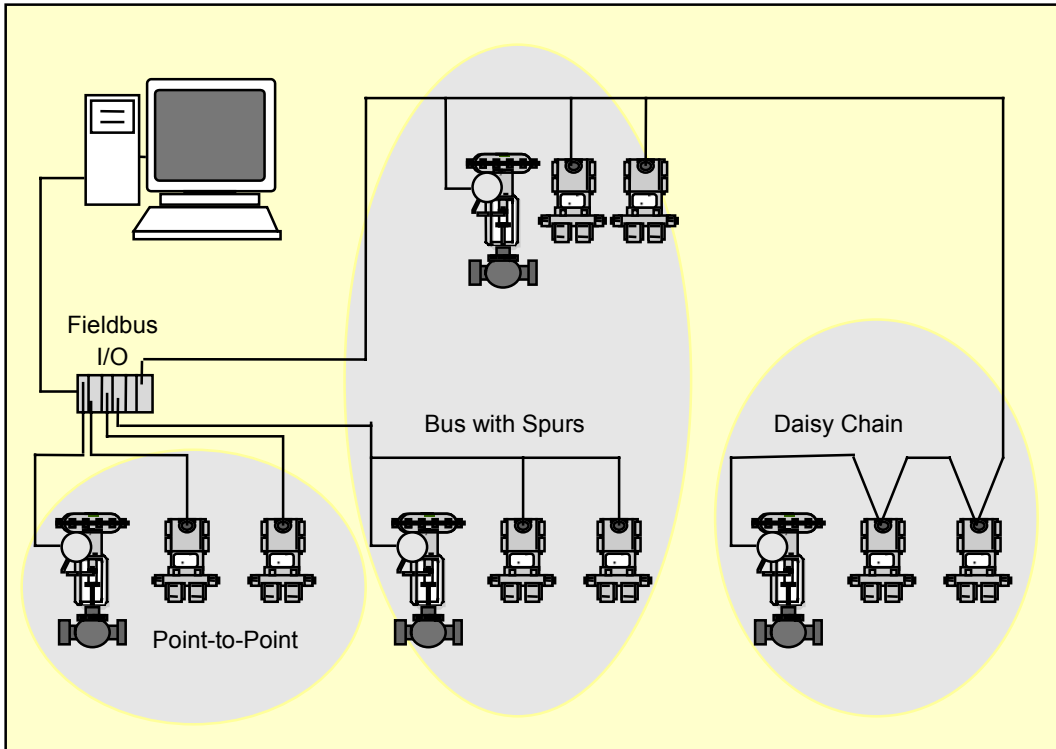 Fieldbus
I/O
Bus with Spurs
Daisy Chain
Point-to-Point